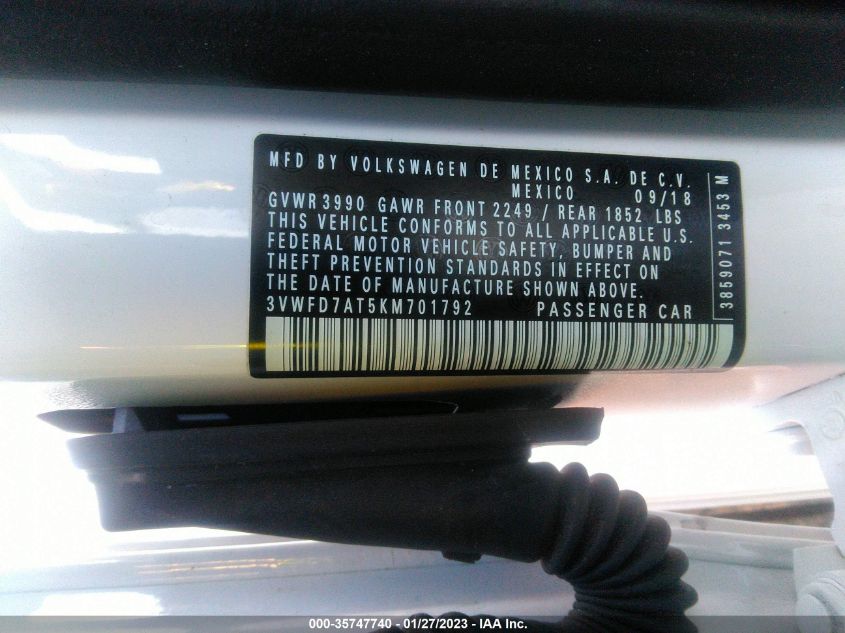 MFD BY VOLKSWAGEN DE MEXICO S.A. DE C.V.
MEXICO 09/18
GVWR 3990 GAWR FRONT 2249 / REAR 1852 LBS
THIS VEHICLE CONFORMS TO ALL APPLICABLE U.S.
FEDERAL MOTOR VEHICLE SAFETY, BUMPER AND
THEFT PREVENTION STANDARDS IN EFFECT ON
THE DATE OF MANUFACTURE SHOWN ABOVE.
3VWFD7AT5KM701792 PASSENGER CAR
3859071 3453 M
000-35747740 - 01/27/2023 - IAA Inc.